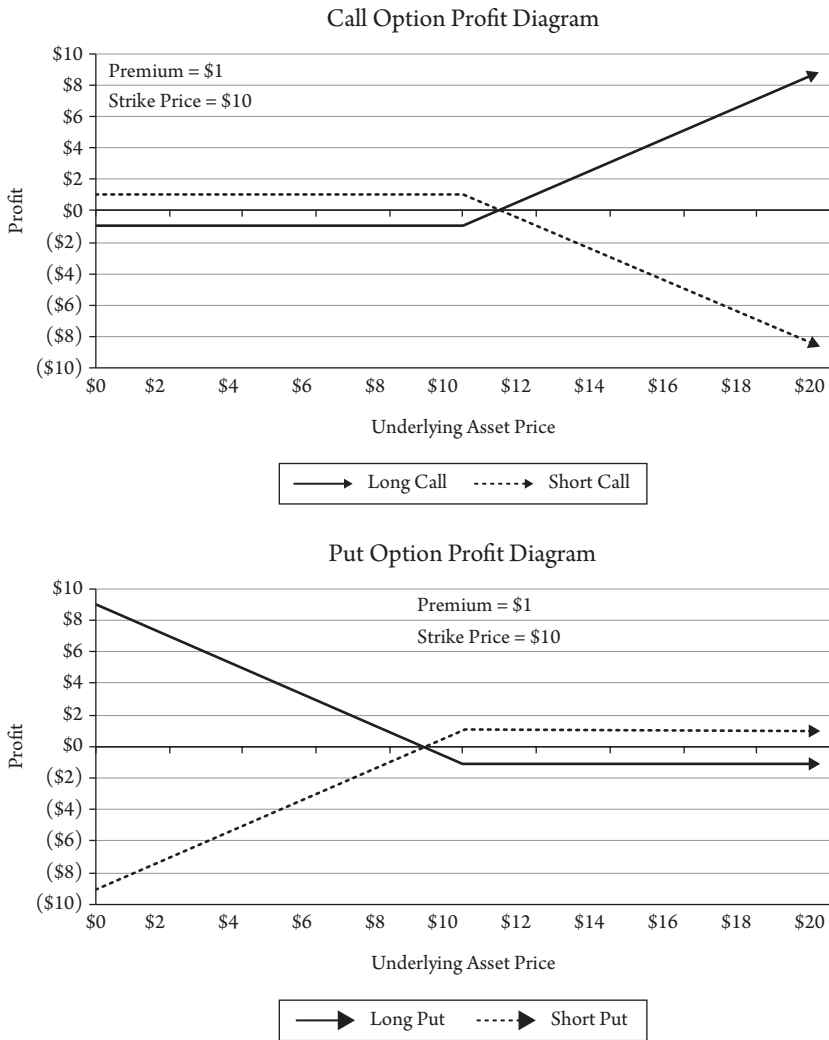 Call Option Profit Diagram
$10
$8
$6
$4
$2
$0
($2)
($4)
($6)
($8)
($10)
Profit
Premium = $1
Strike Price = $10
$0 $2 $4 $6 $8 $10 $12 $14 $16 $18 $20
Underlying Asset Price
Long Call Short Call
Put Option Profit Diagram
$10
$8
$6
$4
$2
$0
($2)
($4)
($6)
($8)
($10)
Profit
Premium = $1
Strike Price = $10
$0 $2 $4 $6 $8 $10 $12 $14 $16 $18 $20
Underlying Asset Price
Long Put Short Put